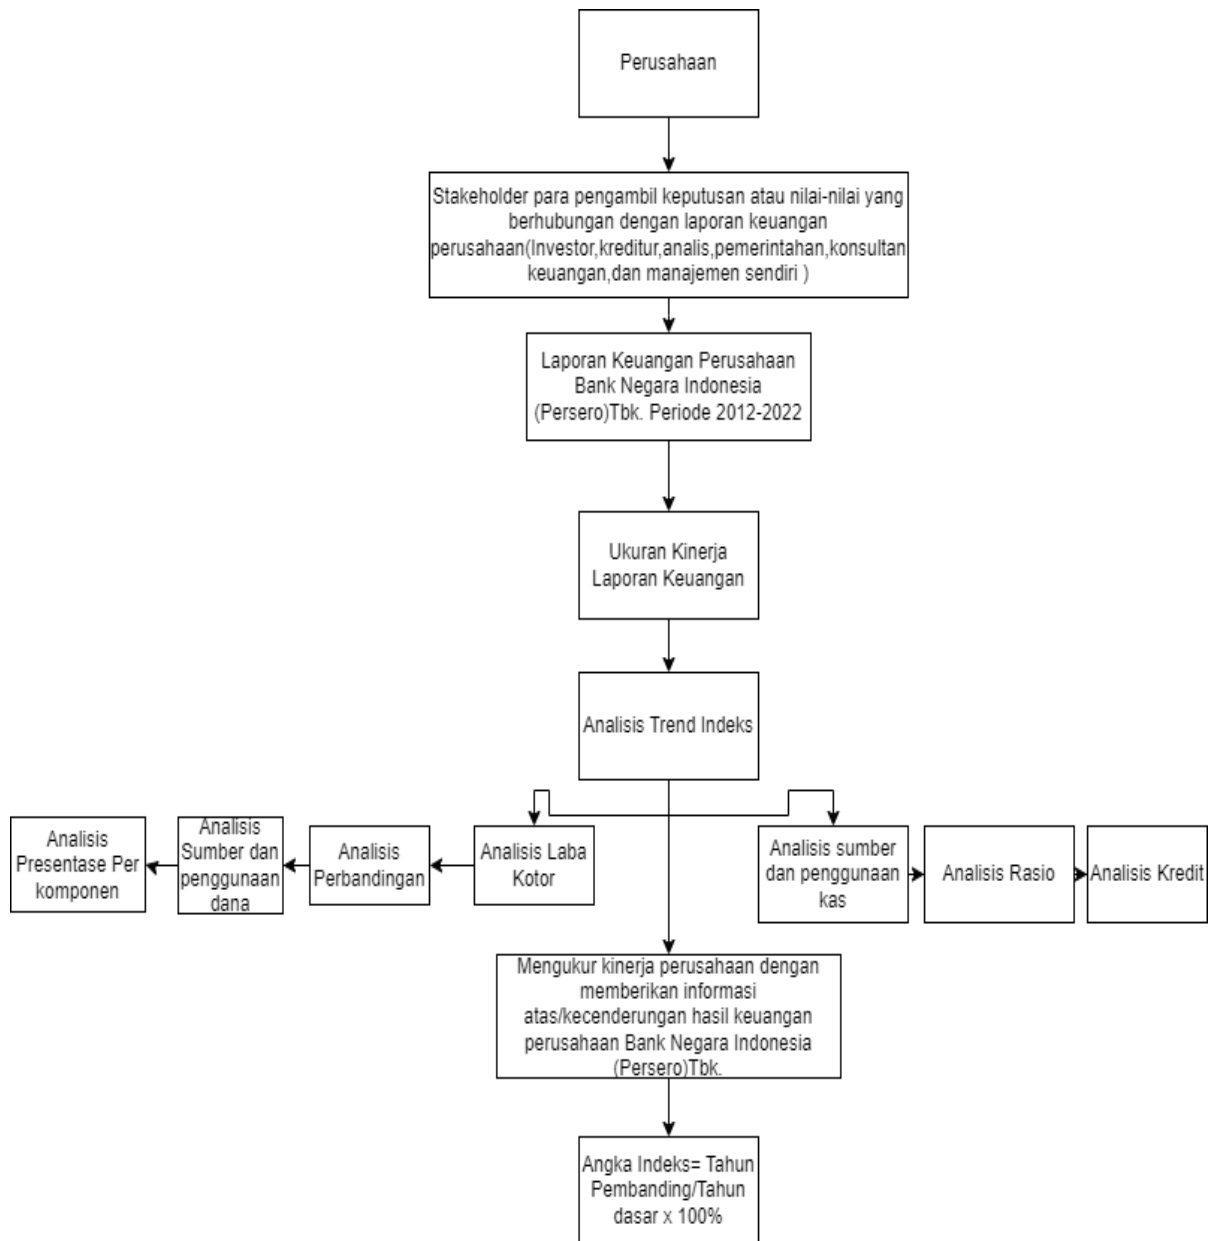 Perusahaan
Stakeholder para pengambil keputusan atau nilai-nilai yang
berhubungan dengan laporan keuangan
perusahaan(Investor,kreditur,analis,pemerintahan,konsultan
keuangan,dan manajemen sendiri )
Laporan Keuangan Perusahaan
Bank Negara Indonesia
(Persero)Tbk. Periode 2012-2022
Ukuran Kinerja
Laporan Keuangan
Analisis Trend Indeks
Analisis
Presentase Per
komponen
Analisis
Sumber dan
penggunaan
dana
Analisis
Perbandingan
Analisis Laba
Kotor
Analisis sumber
dan penggunaan
kas
Analisis Rasio
Analisis Kredit
Mengukur kinerja perusahaan dengan
memberikan informasi
atas/kecenderungan hasil keuangan
perusahaan Bank Negara Indonesia
(Persero)Tbk.
Angka Indeks= Tahun
Pembanding/Tahun
dasar x 100%